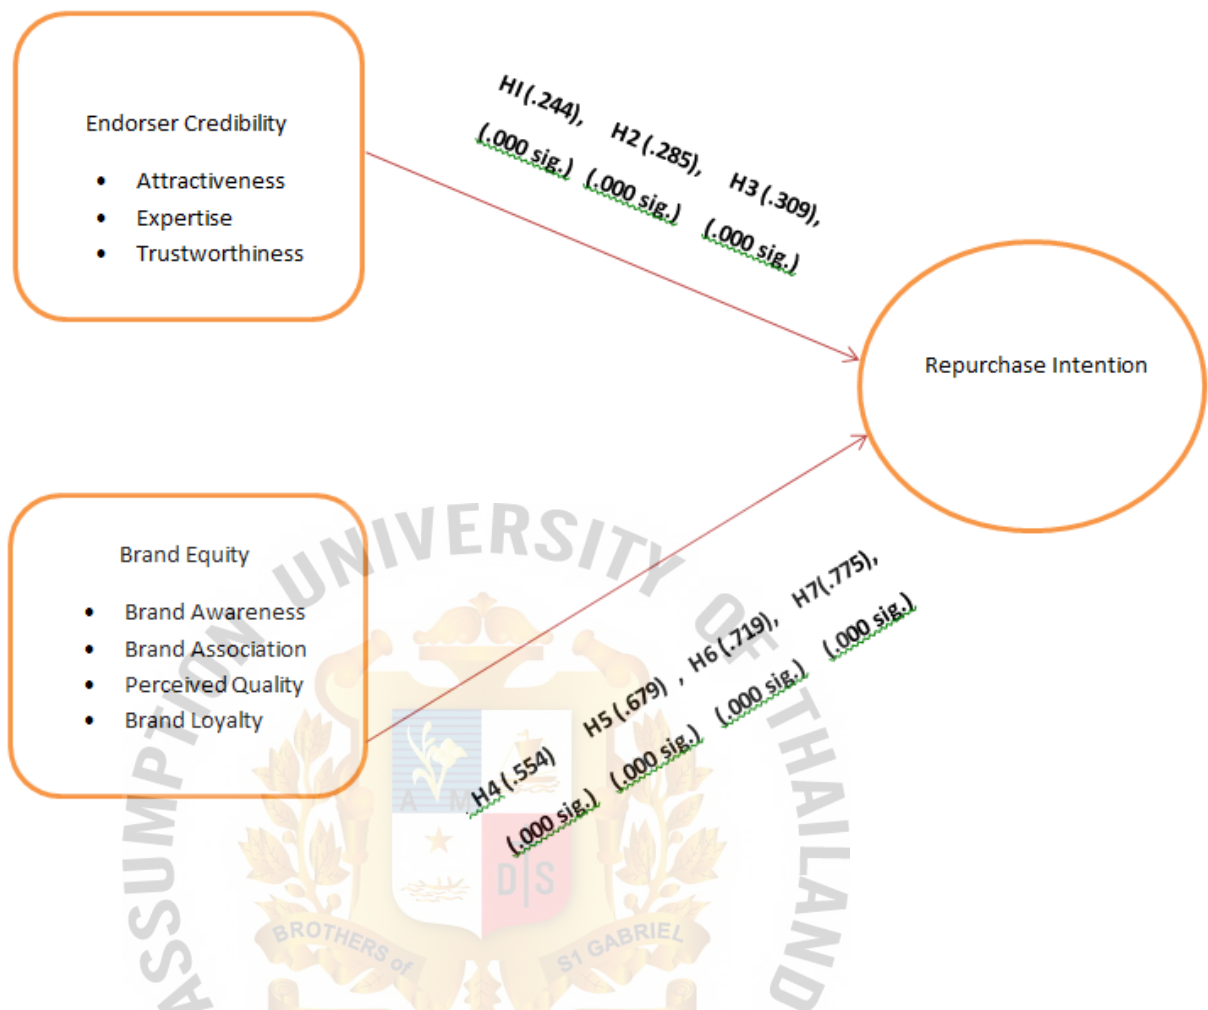 Endorser Credibility
• Attractiveness
• Expertise
• Trustworthiness
HI (.244), H2 (.285), H3 (.309),
(.000 sig.) (.000 sig.) (.000 sig.)
Repurchase Intention
Brand Equity
• Brand Awareness
• Brand Association
• Perceived Quality
• Brand Loyalty
H4 (.554) H5 (.679) , H6 (.719), H7(.775),
(.000 sig.) (.000 sig.) (.000 sig.) (.000 sig.)
ASSUMPTION UNIVERSITY OF THAILAND
A M
D S
BROTHERS of S1 GABRIEL